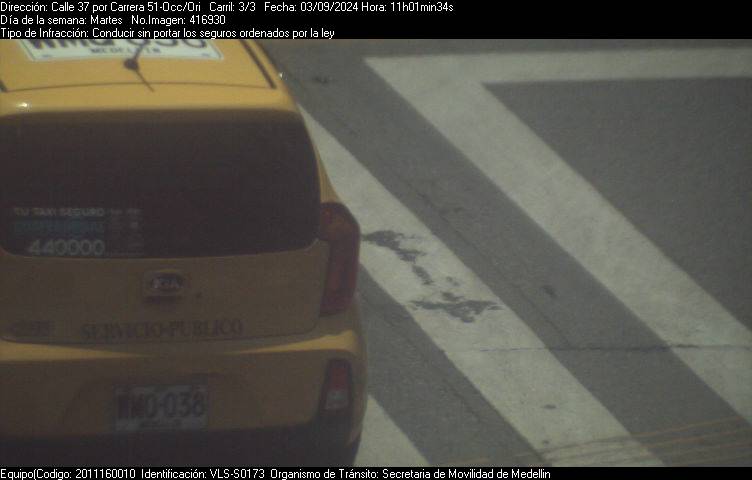 Dirección: Calle 37 por Carrera 51-Occ/Ori Carril: 3/3 Fecha: 03/09/2024 Hora: 11h01min34s
Día de la semana: Martes No.Imagen: 416930
Tipo de Infracción: Conducir sin portar los seguros ordenados por la ley
MEDELLIN
TU TAXI SEGURO
440000
KIA
SERVICIO PUBLICO
WMQ-038
Equipo(Codigo: 2011160010 Identificación: VLS-S0173 Organismo de Tránsito: Secretaria de Movilidad de Medellin